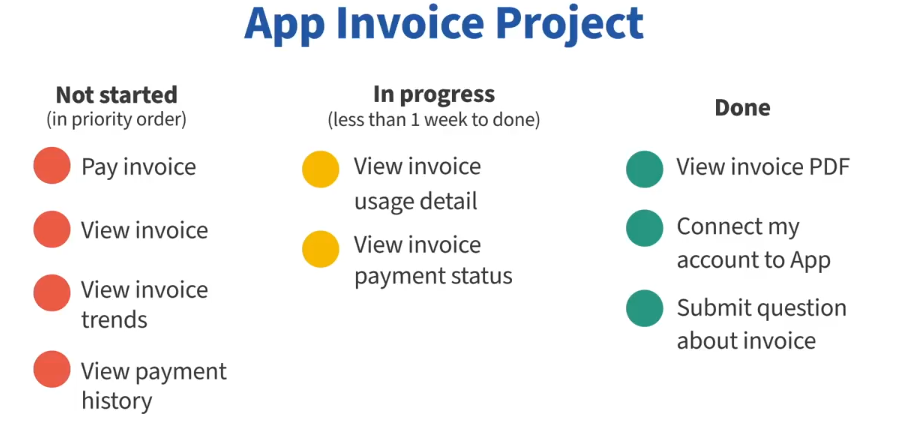 App Invoice Project
Not started
(in priority order)
Pay invoice
View invoice
View invoice
trends
View payment
history
In progress
(less than 1 week to done)
View invoice
usage detail
View invoice
payment status
Done
View invoice PDF
Connect my
account to App
Submit question
about invoice